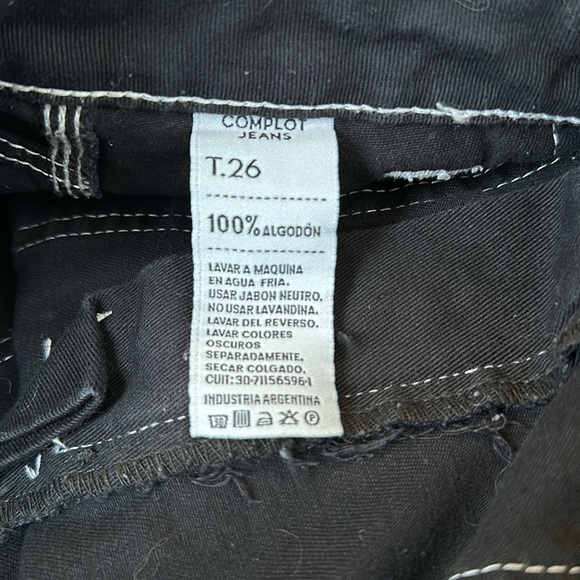 COMPLOT
JEANS
T.26
100% ALGODÓN
LAVAR A MAQUINA
EN AGUA FRIA.
USAR JABON NEUTRO.
NO USAR LAVANDINA.
LAVAR DEL REVERSO.
LAVAR COLORES
OSCUROS
SEPARADAMENTE.
SECAR COLGADO.
CUIT:30-71156596-1
INDUSTRIA ARGENTINA
P